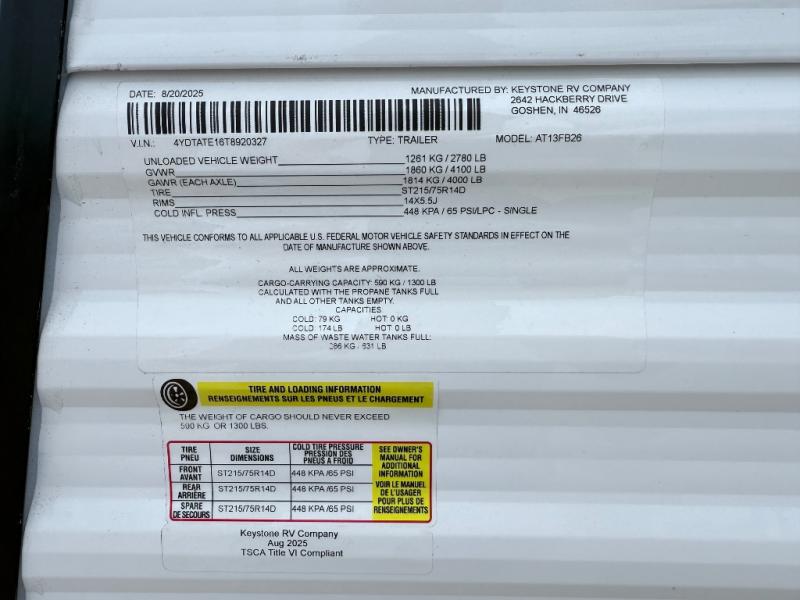 DATE: 8/20/2025 MANUFACTURED BY: KEYSTONE RV COMPANY
2642 HACKBERRY DRIVE
GOSHEN, IN 46526
V.I.N.: 4YDTATE16T8920327 TYPE: TRAILER MODEL: AT13FB26
UNLOADED VEHICLE WEIGHT 1261 KG / 2780 LB
GVWR 1860 KG / 4100 LB
GAWR (EACH AXLE) 1814 KG / 4000 LB
TIRE ST215/75R14D
RIMS 14X5.5J
COLD INFL. PRESS 448 KPA / 65 PSI/LPC - SINGLE
THIS VEHICLE CONFORMS TO ALL APPLICABLE U.S. FEDERAL MOTOR VEHICLE SAFETY STANDARDS IN EFFECT ON THE
DATE OF MANUFACTURE SHOWN ABOVE.
ALL WEIGHTS ARE APPROXIMATE.
CARGO-CARRYING CAPACITY: 590 KG / 1300 LB
CALCULATED WITH THE PROPANE TANKS FULL
AND ALL OTHER TANKS EMPTY.
CAPACITIES
COLD: 79 KG HOT: 0 KG
COLD: 174 LB HOT: 0 LB
MASS OF WASTE WATER TANKS FULL:
KG / 631 LB
TIRE AND LOADING INFORMATION
RENSEIGNEMENTS SUR LES PNEUS ET LE CHARGEMENT
THE WEIGHT OF CARGO SHOULD NEVER EXCEED
590 KG OR 1300 LBS.
TIRE PNEU SIZE DIMENSIONS COLD TIRE PRESSURE PRESSION DES PNEUS A FROID
FRONT AVANT ST215/75R14D 448 KPA /65 PSI
REAR ARRIÈRE ST215/75R14D 448 KPA /65 PSI
SPARE DE SECOURS ST215/75R14D 448 KPA /65 PSI
SEE OWNER'S
MANUAL FOR
ADDITIONAL
INFORMATION
VOIR LE MANUEL
DE L'USAGER
POUR PLUS DE
RENSEIGNEMENTS
Keystone RV Company
Aug 2025
TSCA Title VI Compliant